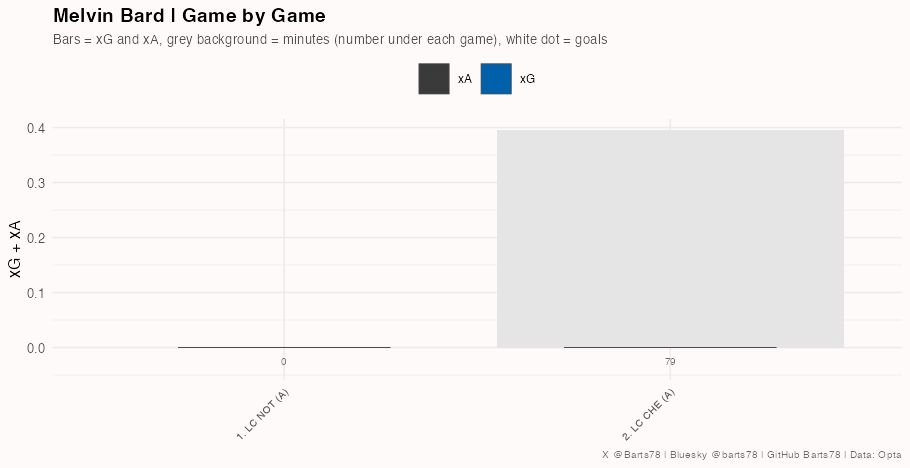 Melvin Bard | Game by Game
Bars = xG and xA, grey background = minutes (number under each game), white dot = goals
xA xG
xG + xA
0.4
0.3
0.2
0.1
0.0
0 79
1. LC NOT (A) 2. LC CHE (A)
X @Barts78 | Bluesky @barts78 | GitHub Barts78 | Data: Opta